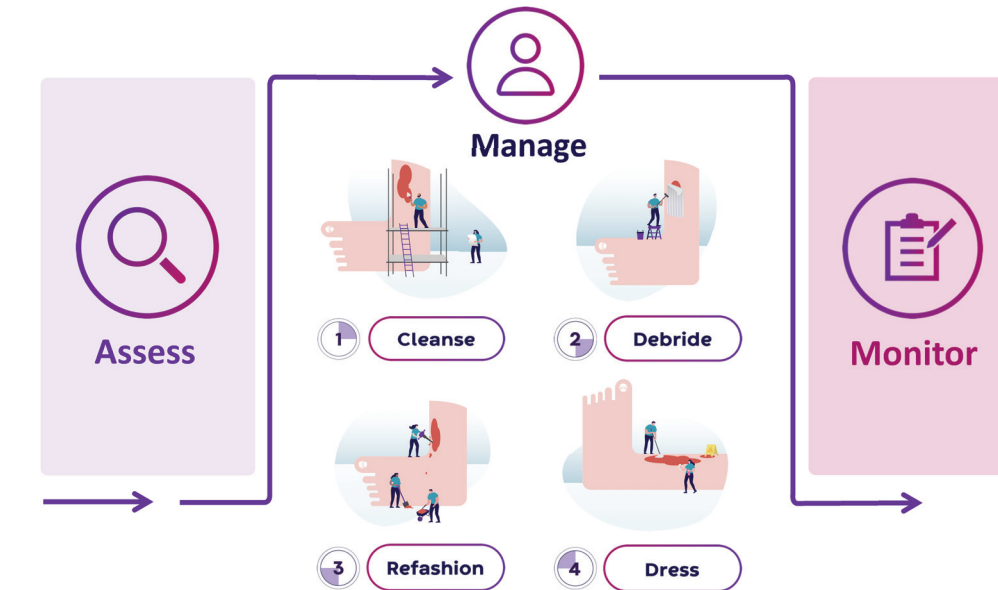 Manage
Assess
1 Cleanse
2 Debride
3 Refashion
4 Dress
Monitor